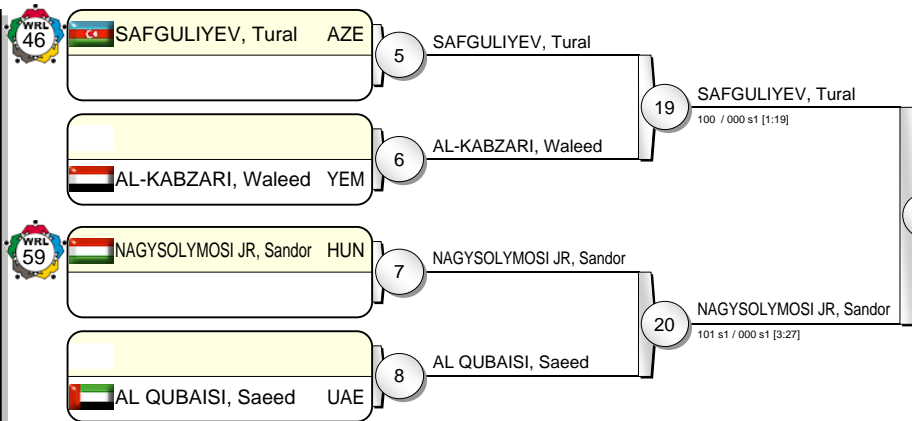 WRL
46
SAFGULIYEV, Tural AZE
5
SAFGULIYEV, Tural
19
SAFGULIYEV, Tural
100 / 000 s1 [1:19]
6
AL-KABZARI, Waleed
AL-KABZARI, Waleed YEM
WRL
59
NAGYSOLYMOSI JR, Sandor HUN
7
NAGYSOLYMOSI JR, Sandor
20
NAGYSOLYMOSI JR, Sandor
101 s1 / 000 s1 [3:27]
8
AL QUBAISI, Saeed
AL QUBAISI, Saeed UAE